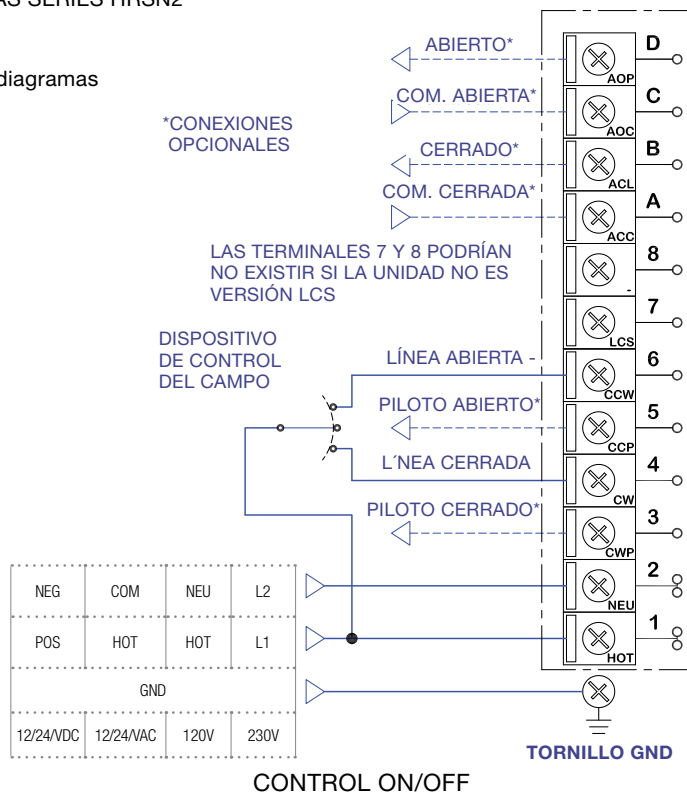 AS SERIES HRSN2
diagramas
ABIERTO*
D
AOP
COM. ABIERTA*
C
AOC
*CONEXIONES
OPCIONALES
CERRADO*
B
ACL
COM. CERRADA*
A
ACC
LAS TERMINALES 7 Y 8 PODRÍAN
NO EXISTIR SI LA UNIDAD NO ES
VERSIÓN LCS
8
-
7
LCS
DISPOSITIVO
DE CONTROL
DEL CAMPO
LÍNEA ABIERTA -
6
CCW
PILOTO ABIERTO*
5
CCP
L´NEA CERRADA
4
CW
PILOTO CERRADO*
3
CWP
NEG COM NEU L2
2
NEU
POS HOT HOT L1
1
HOT
GND
12/24/VDC 12/24/VAC 120V 230V
TORNILLO GND
CONTROL ON/OFF